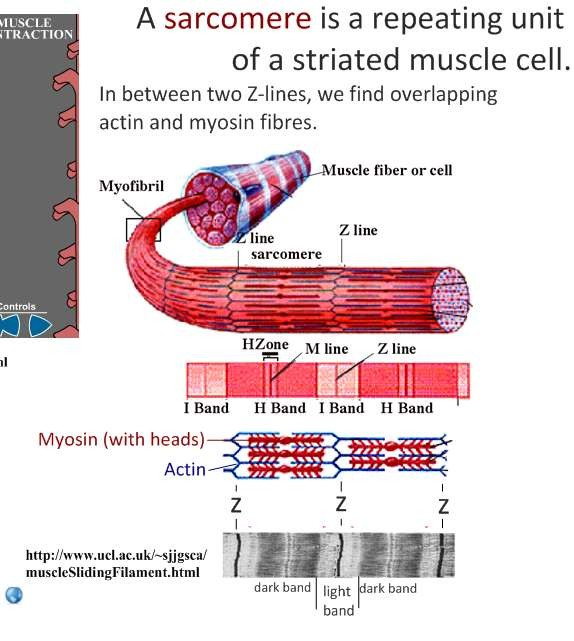 MUSCLE
NTRACTION
A sarcomere is a repeating unit
of a striated muscle cell.
In between two Z-lines, we find overlapping
actin and myosin fibres.
Muscle fiber or cell
Myofibril
Z line
Z line
sarcomere
Controls
al
HZone
M line
Z line
I Band
H Band
I Band
H Band
Myosin (with heads)
Actin
Z
Z
Z
http://www.ucl.ac.uk/~sjjgsca/
muscleSlidingFilament.html
dark band
light
band
dark band